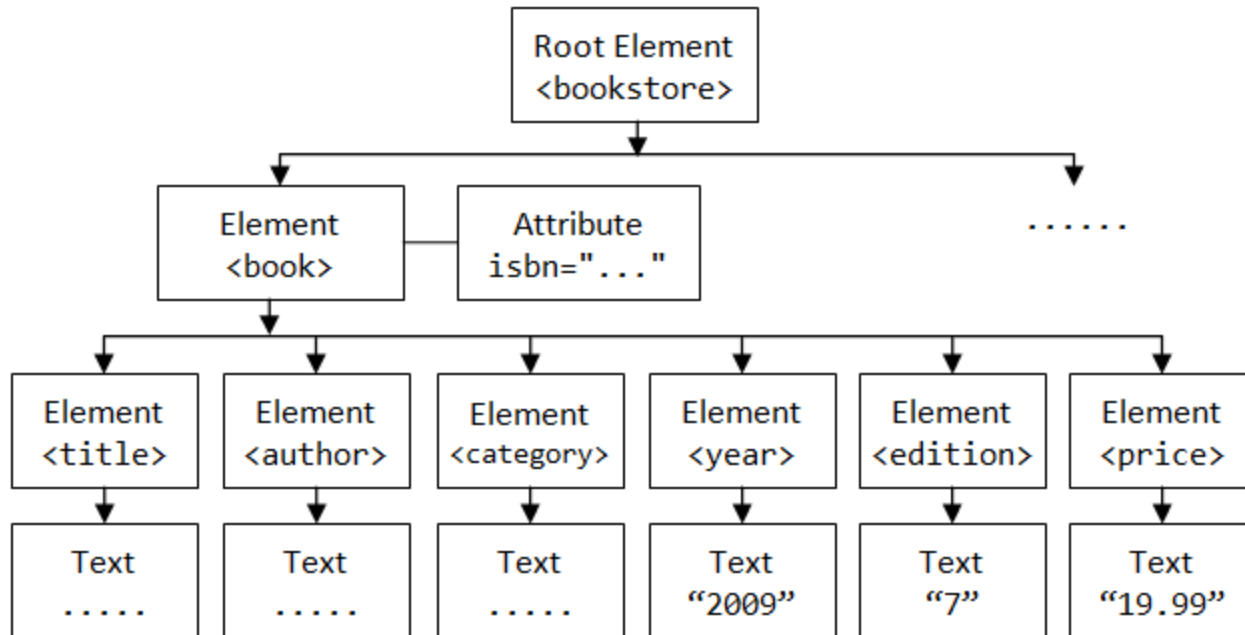 Root Element
<bookstore>
Element
<book>
Attribute
isbn="..."
......
Element
<title>
Element
<author>
Element
<category>
Element
<year>
Element
<edition>
Element
<price>
Text
.....
Text
.....
Text
.....
Text
“2009”
Text
“7”
Text
“19.99”